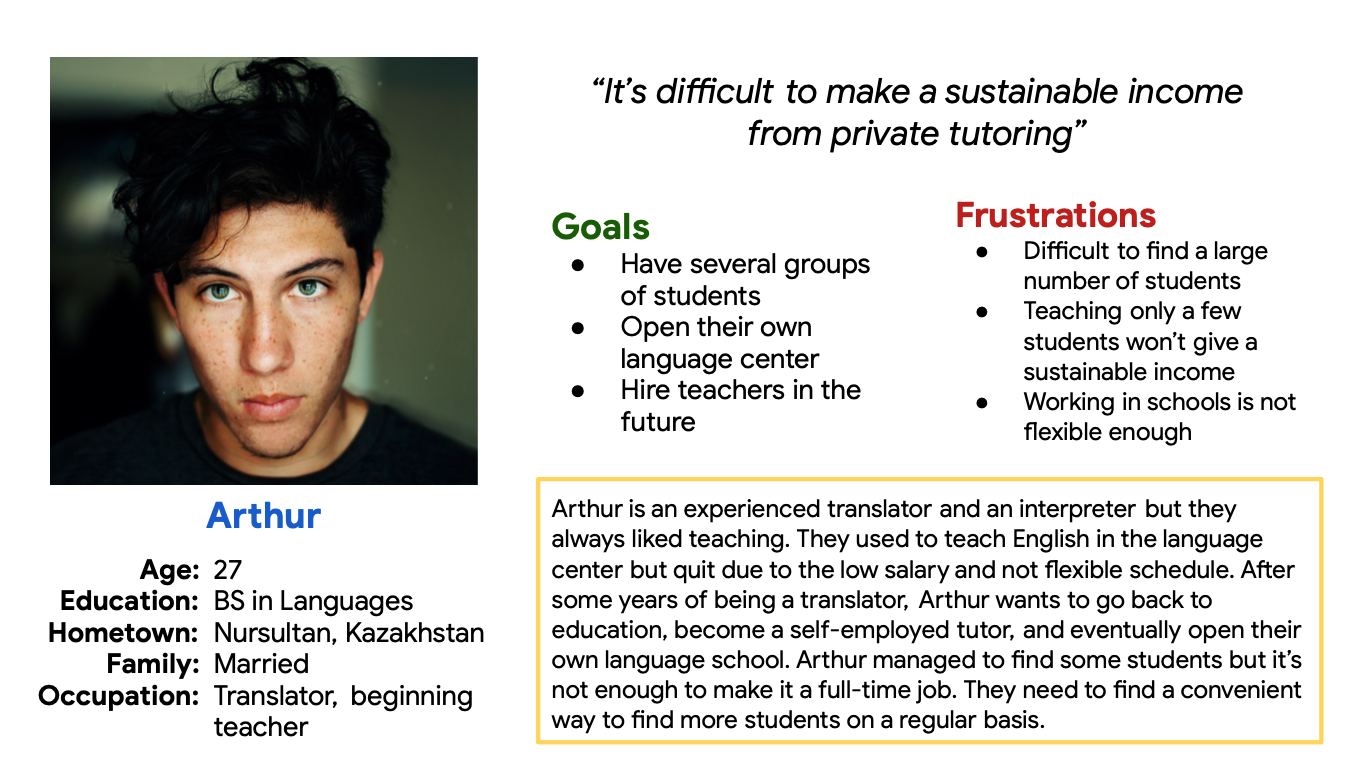 “It’s difficult to make a sustainable income
from private tutoring”
Goals
● Have several groups
of students
● Open their own
language center
● Hire teachers in the
future
Frustrations
● Difficult to find a large
number of students
● Teaching only a few
students won’t give a
sustainable income
● Working in schools is not
flexible enough
Arthur
Age: 27
Education: BS in Languages
Hometown: Nursultan, Kazakhstan
Family: Married
Occupation: Translator, beginning
teacher
Arthur is an experienced translator and an interpreter but they
always liked teaching. They used to teach English in the language
center but quit due to the low salary and not flexible schedule. After
some years of being a translator, Arthur wants to go back to
education, become a self-employed tutor, and eventually open their
own language school. Arthur managed to find some students but it’s
not enough to make it a full-time job. They need to find a convenient
way to find more students on a regular basis.